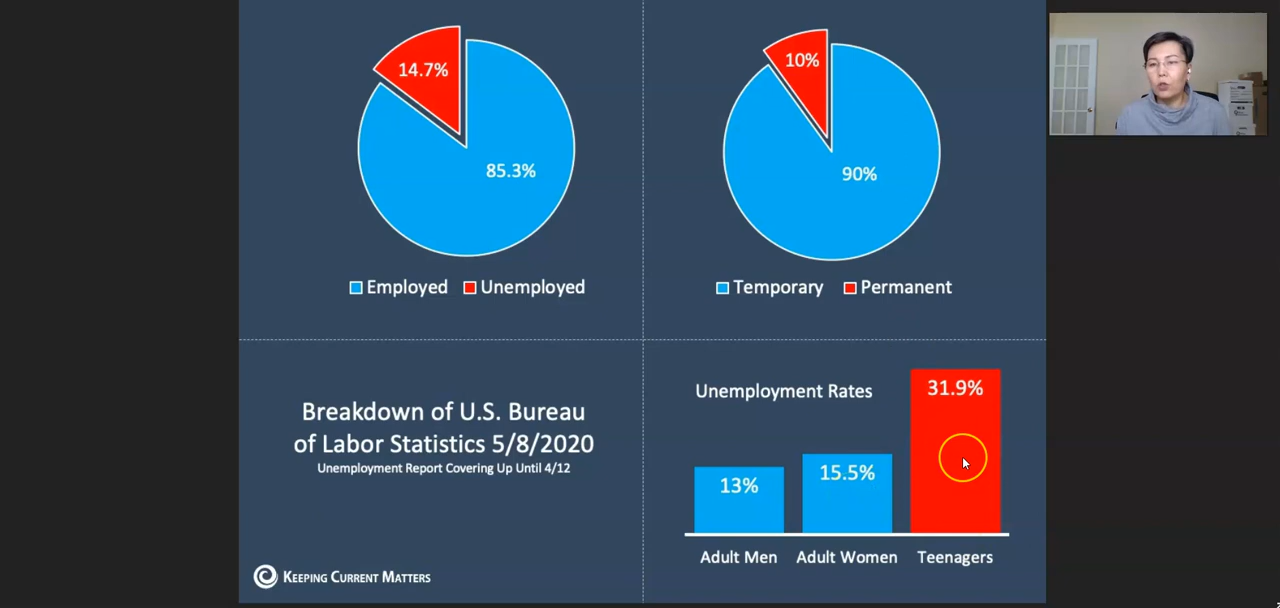 14.7%
85.3%
Employed Unemployed
10%
90%
Temporary Permanent
Breakdown of U.S. Bureau
of Labor Statistics 5/8/2020
Unemployment Report Covering Up Until 4/12
KEEPING CURRENT MATTERS
Unemployment Rates
31.9%
13%
15.5%
Adult Men Adult Women Teenagers